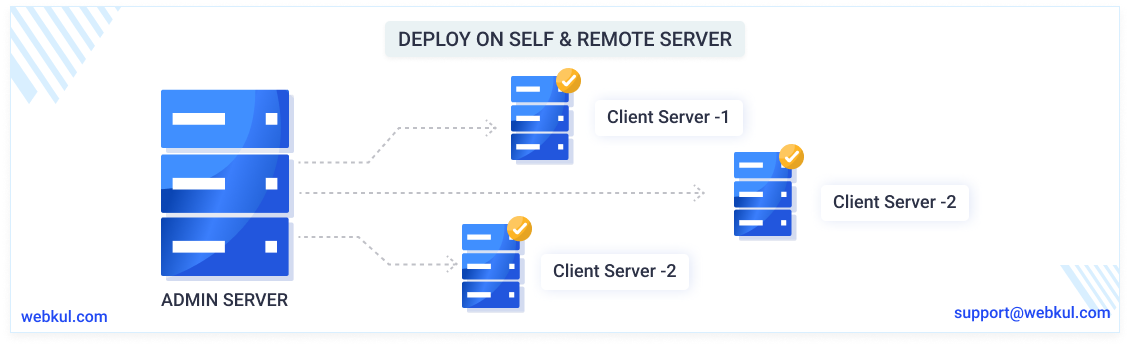 DEPLOY ON SELF & REMOTE SERVER
Client Server -1
Client Server -2
Client Server -2
ADMIN SERVER
webkul.com
support@webkul.com